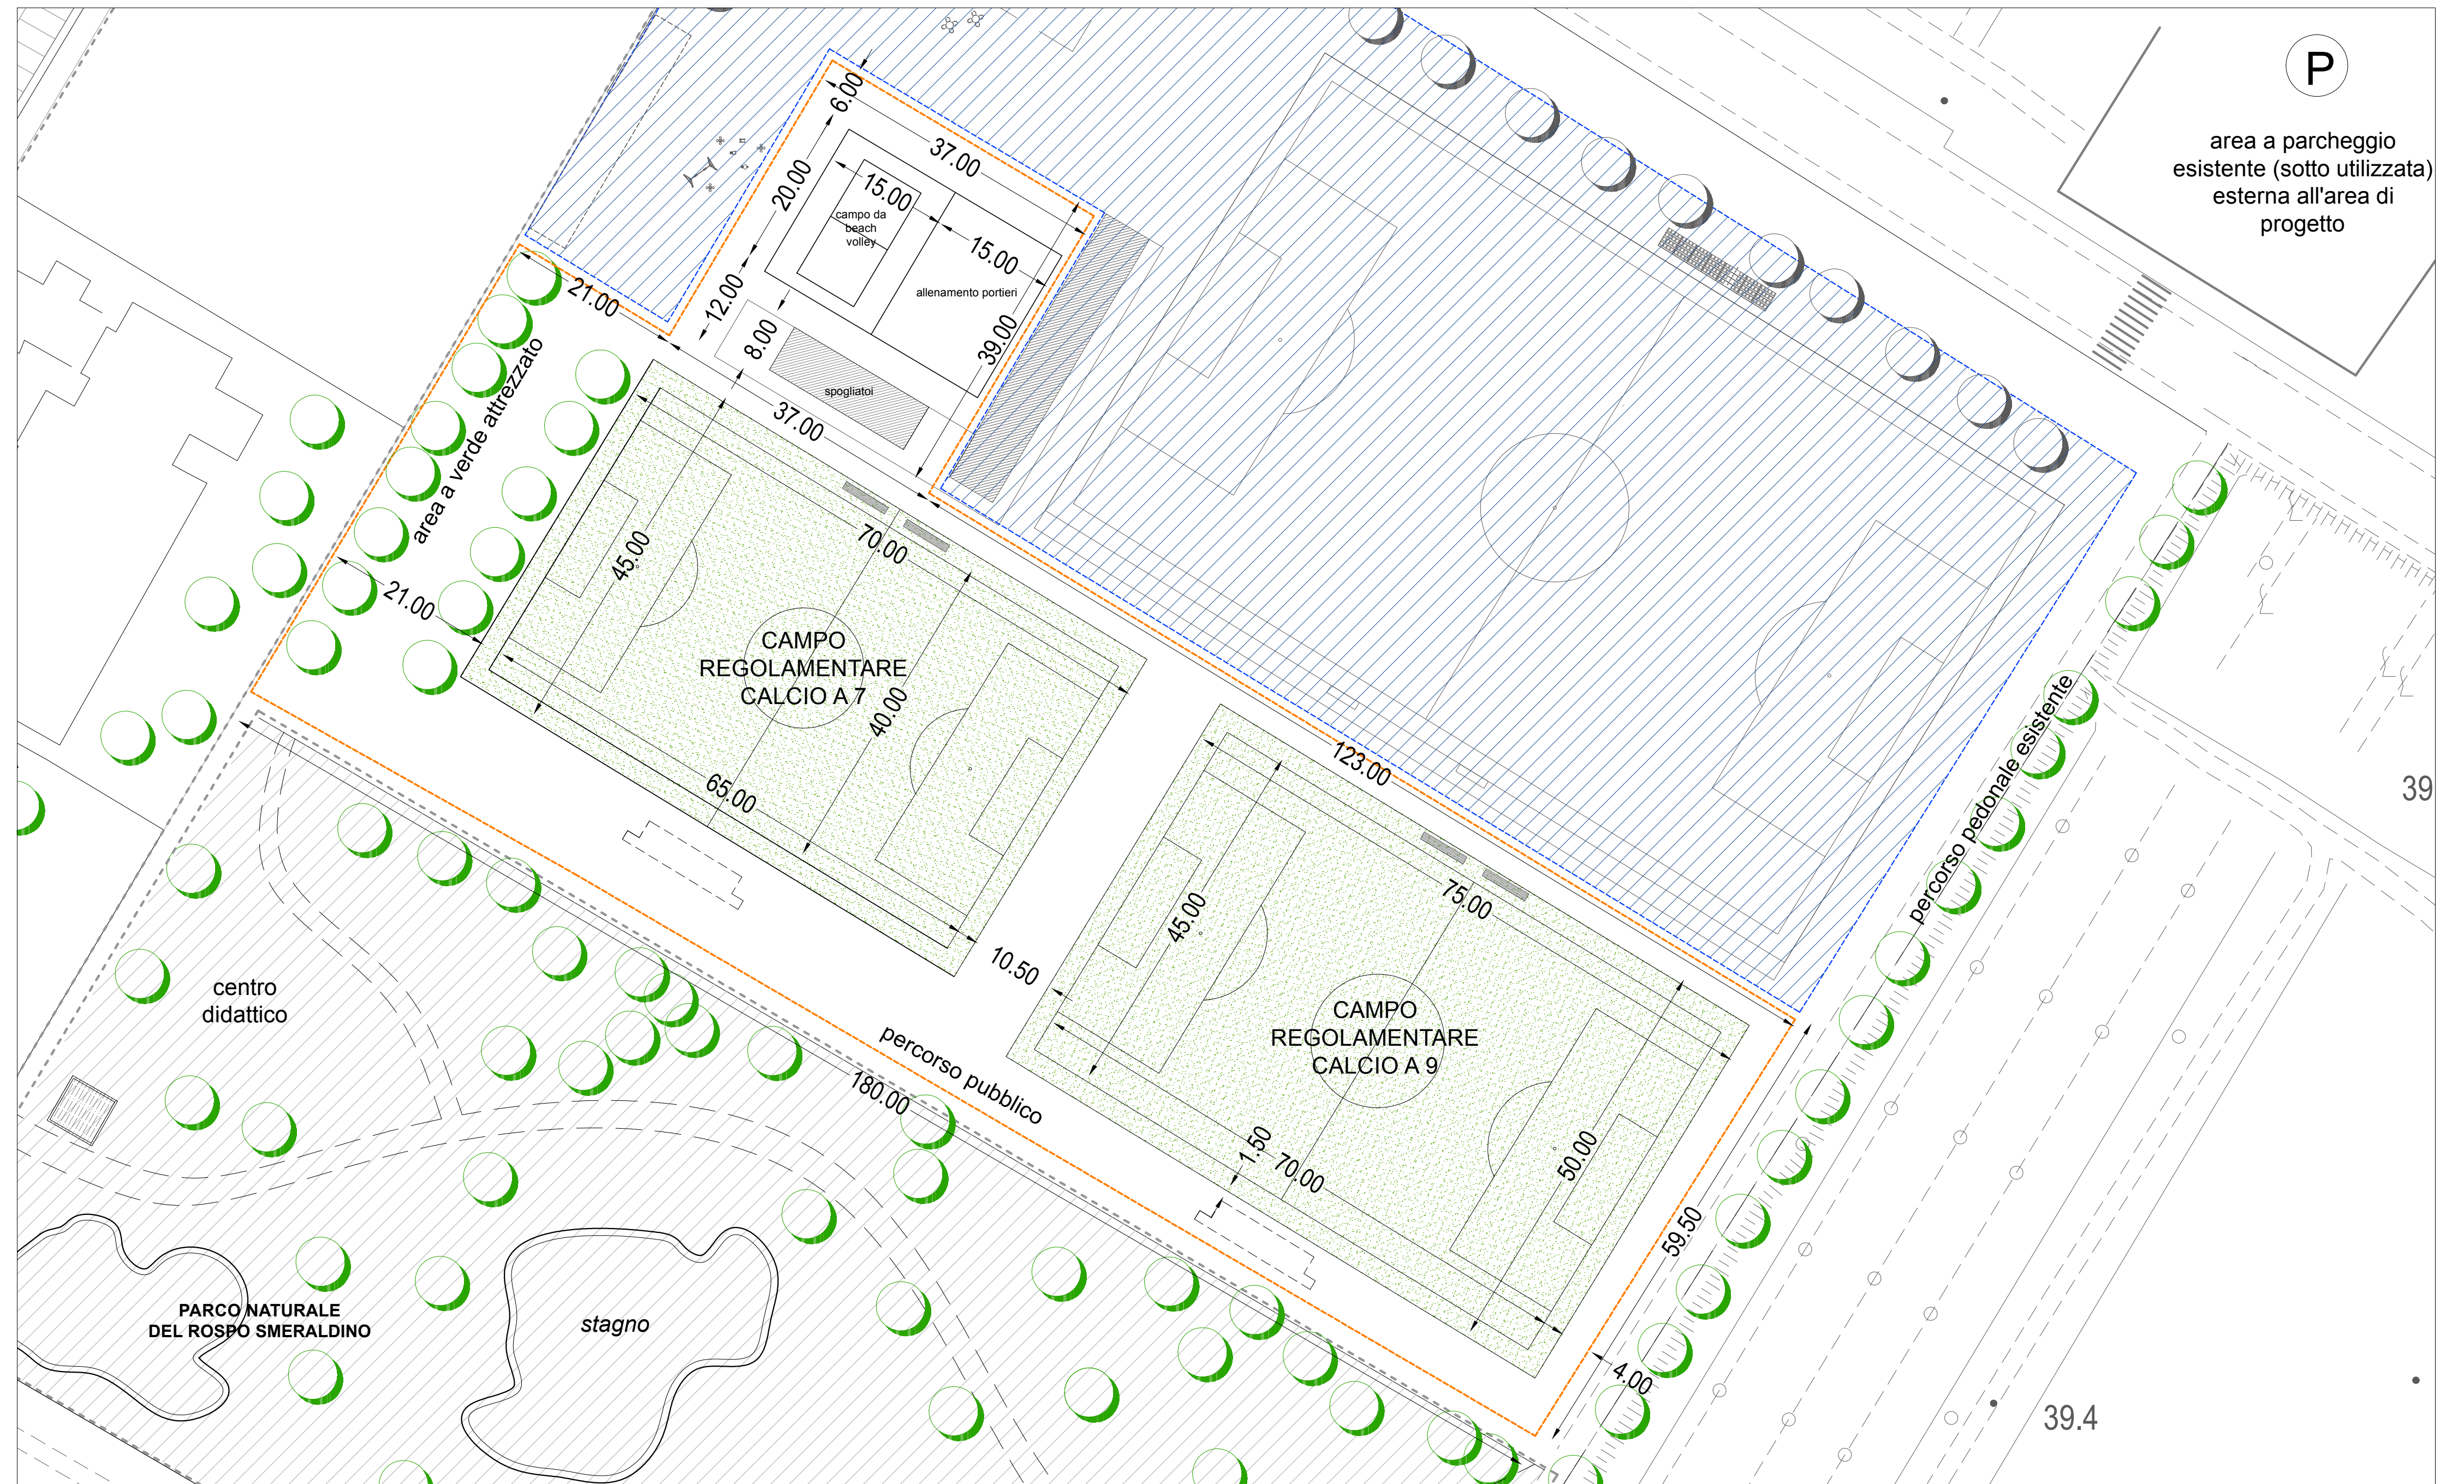 P
area a parcheggio
esistente (sotto utilizzata)
esterna all'area di
progetto
6.00
37.00
20.00
15.00
campo da
beach
volley
15.00
allenamento portieri
12.00
21.00
8.00
39.00
spogliatoi
37.00
area a verde attrezzato
21.00
45.00
70.00
CAMPO
REGOLAMENTARE
CALCIO A 7
40.00
65.00
123.00
percorso pedonale esistente
39
10.50
75.00
45.00
CAMPO
REGOLAMENTARE
CALCIO A 9
50.00
1.50
70.00
59.50
4.00
39.4
percorso pubblico
180.00
centro
didattico
PARCO NATURALE
DEL ROSPO SMERALDINO
stagno